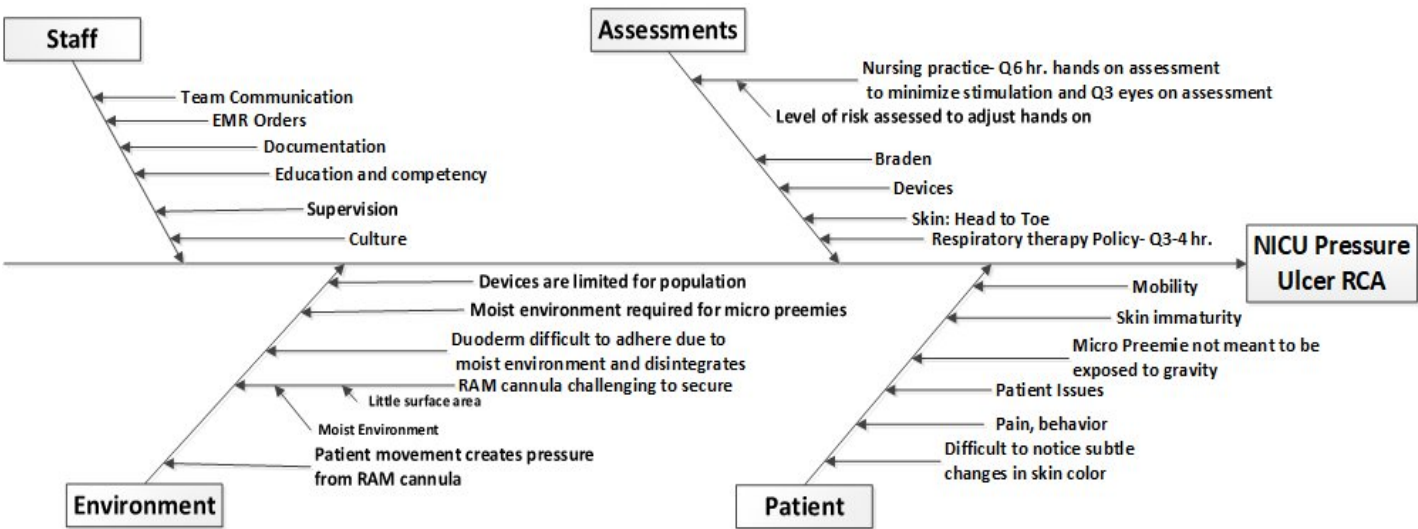 Staff
Team Communication
EMR Orders
Documentation
Education and competency
Supervision
Culture
Assessments
Nursing practice- Q6 hr. hands on assessment
to minimize stimulation and Q3 eyes on assessment
Level of risk assessed to adjust hands on
Braden
Devices
Skin: Head to Toe
Respiratory therapy Policy- Q3-4 hr.
NICU Pressure
Ulcer RCA
Devices are limited for population
Moist environment required for micro preemies
Duoderm difficult to adhere due to
moist environment and disintegrates
RAM cannula challenging to secure
Little surface area
Moist Environment
Patient movement creates pressure
from RAM cannula
Environment
Mobility
Skin immaturity
Micro Preemie not meant to be
exposed to gravity
Patient Issues
Pain, behavior
Difficult to notice subtle
changes in skin color
Patient